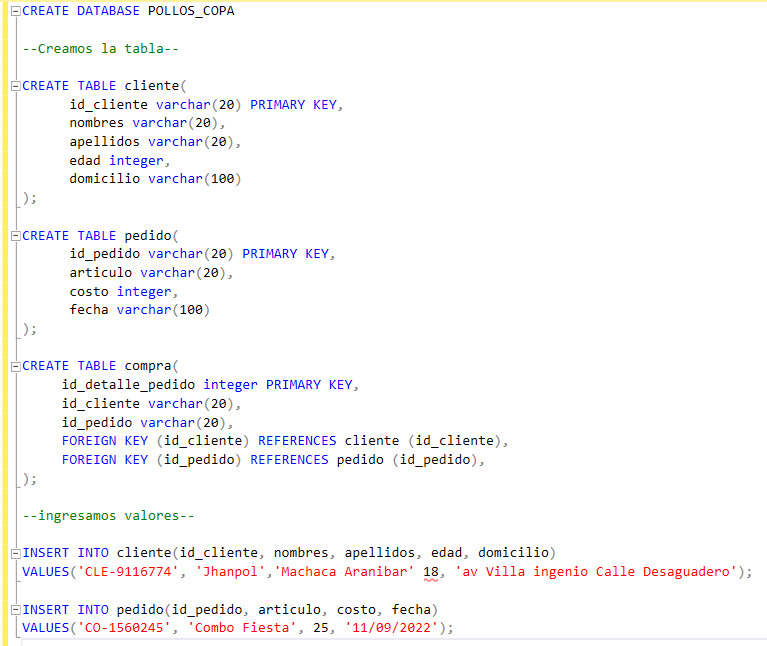 CREATE DATABASE POLLOS_COPA
--Creamos la tabla--
CREATE TABLE cliente(
id_cliente varchar(20) PRIMARY KEY,
nombres varchar(20),
apellidos varchar(20),
edad integer,
domicilio varchar(100)
);
CREATE TABLE pedido(
id_pedido varchar(20) PRIMARY KEY,
articulo varchar(20),
costo integer,
fecha varchar(100)
);
CREATE TABLE compra(
id_detalle_pedido integer PRIMARY KEY,
id_cliente varchar(20),
id_pedido varchar(20),
FOREIGN KEY (id_cliente) REFERENCES cliente (id_cliente),
FOREIGN KEY (id_pedido) REFERENCES pedido (id_pedido),
);
--ingresamos valores--
INSERT INTO cliente(id_cliente, nombres, apellidos, edad, domicilio)
VALUES('CLE-9116774', 'Jhanpol','Machaca Aranibar' 18, 'av Villa ingenio Calle Desaguadero');
INSERT INTO pedido(id_pedido, articulo, costo, fecha)
VALUES('CO-1560245', 'Combo Fiesta', 25, '11/09/2022');